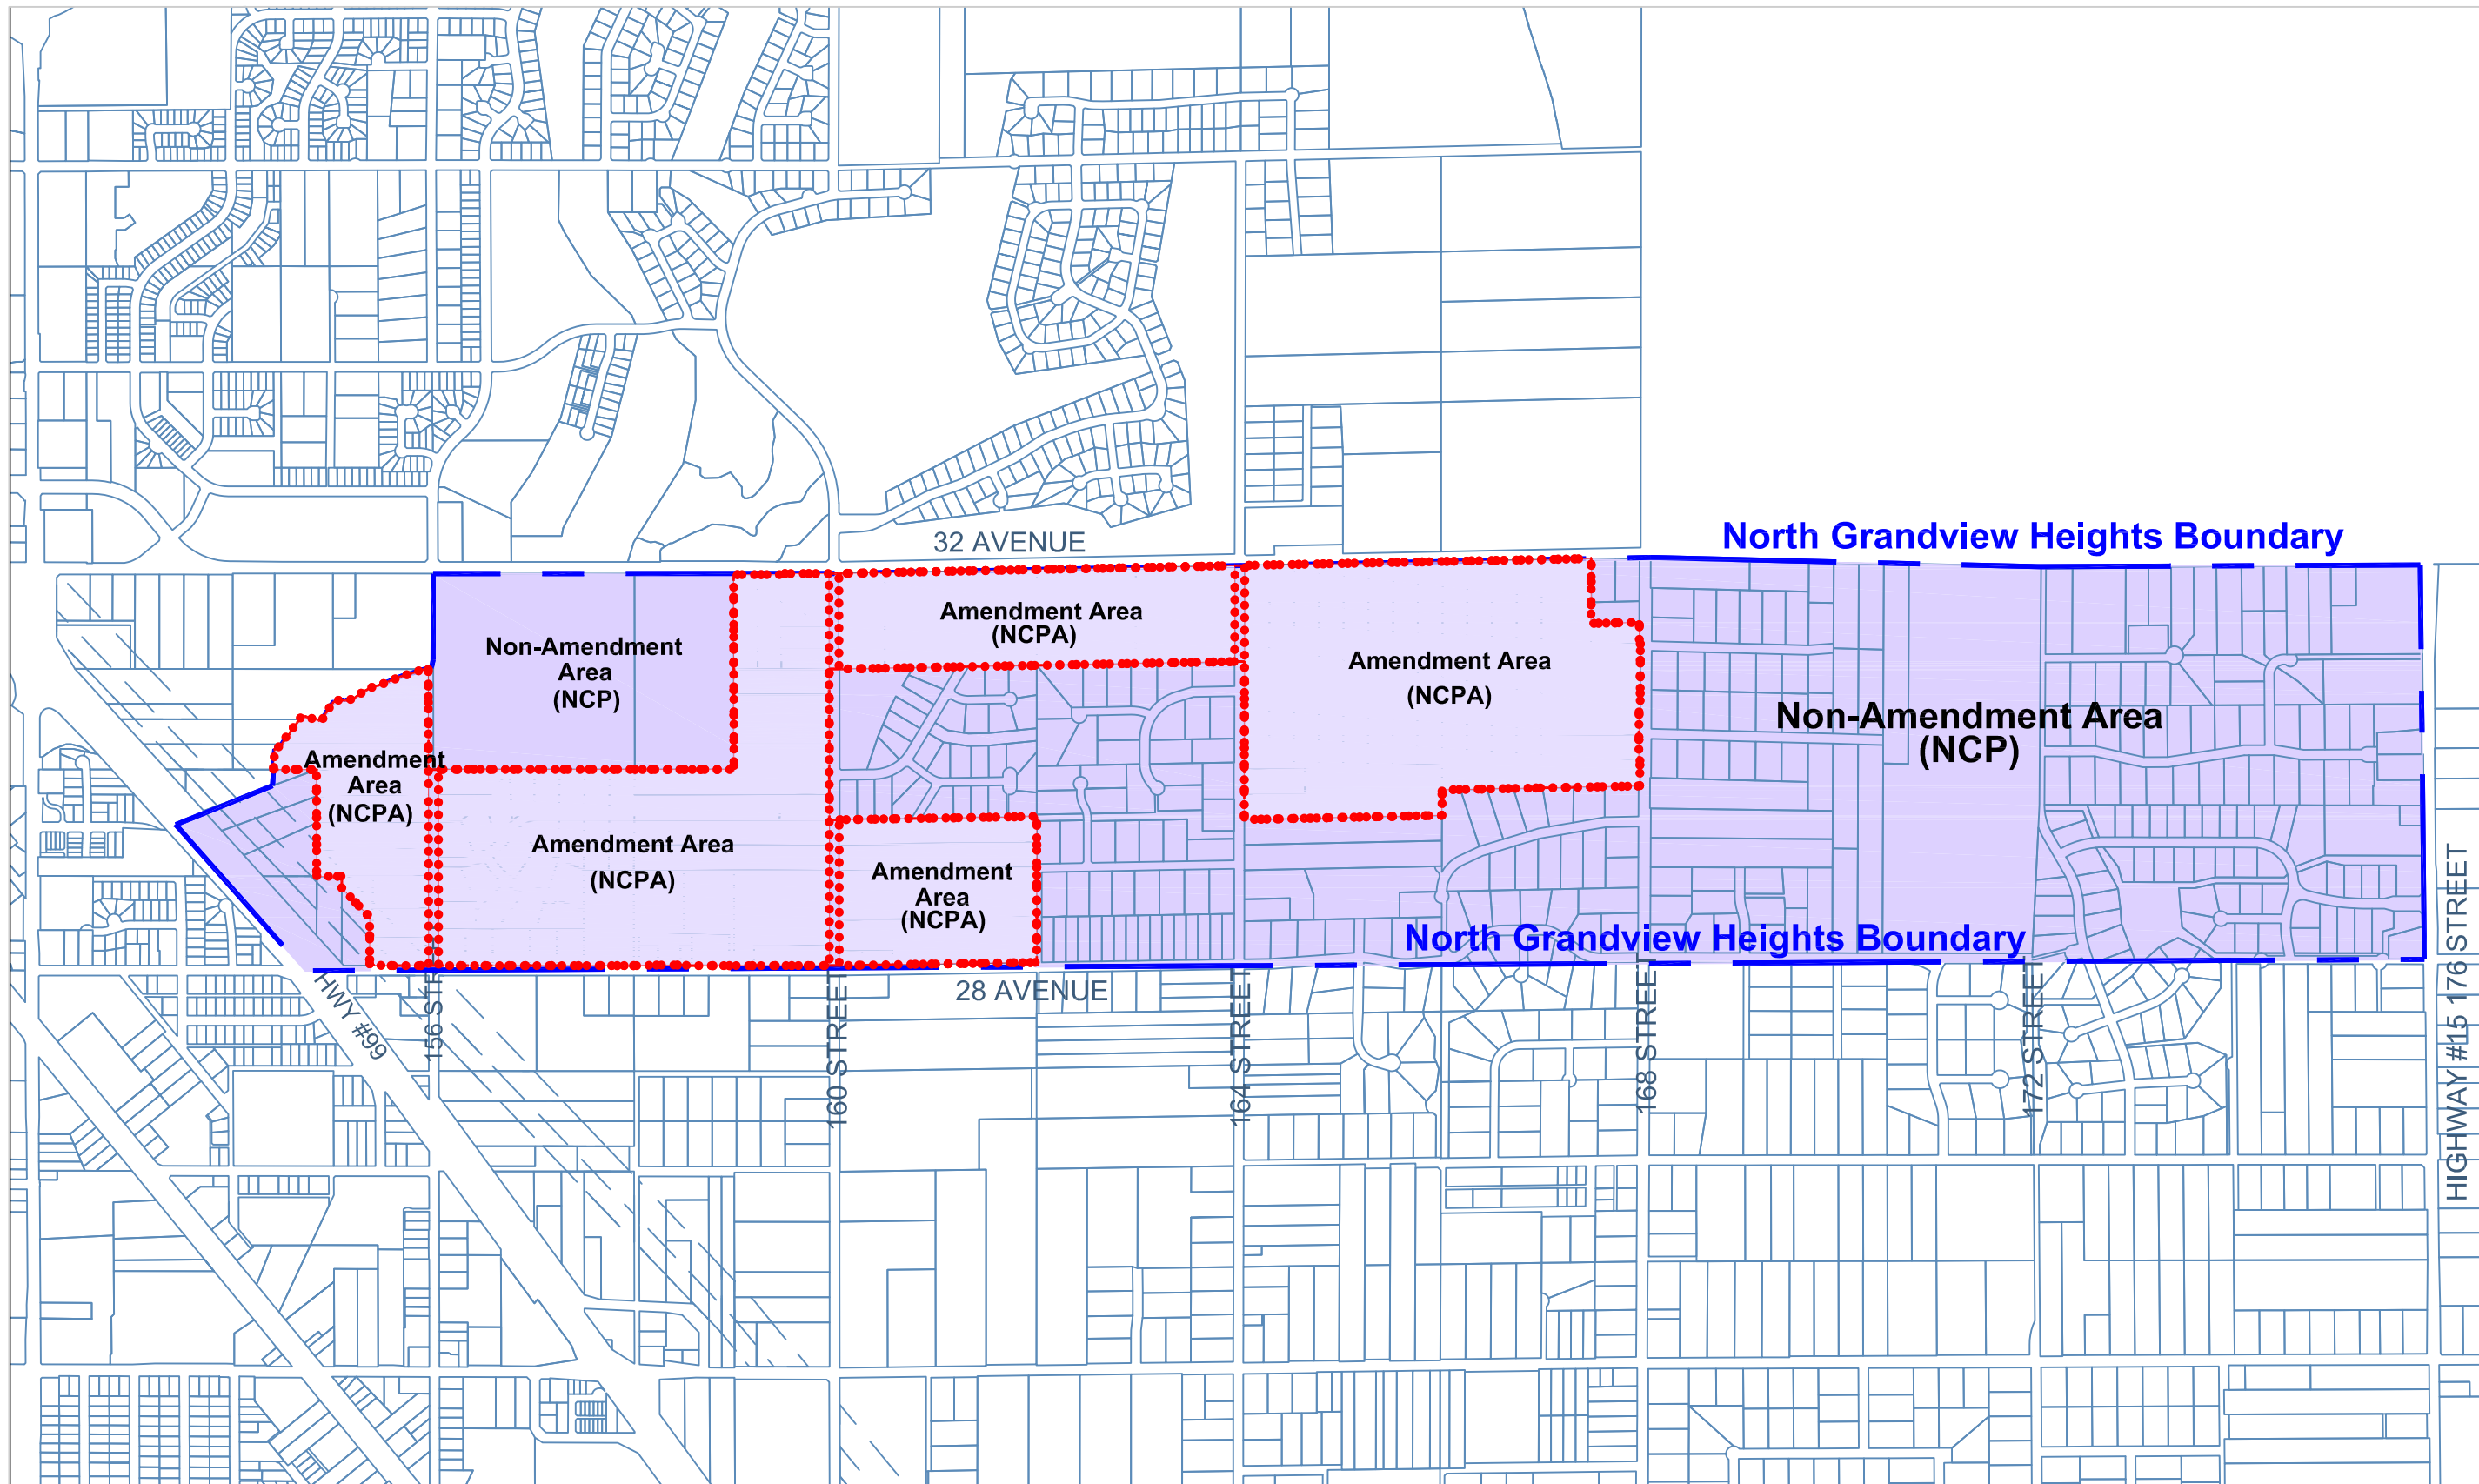 32 AVENUE
North Grandview Heights Boundary
Non-Amendment
Area
(NCP)
Amendment Area
(NCPA)
Amendment Area
(NCPA)
Non-Amendment Area
(NCP)
Amendment
Area
(NCPA)
Amendment Area
(NCPA)
Amendment
Area
(NCPA)
North Grandview Heights Boundary
28 AVENUE
HWY #99
156 STR
160 STREET
164 STREET
168 STREET
172 STREET
HIGHWAY #15 176 STREET